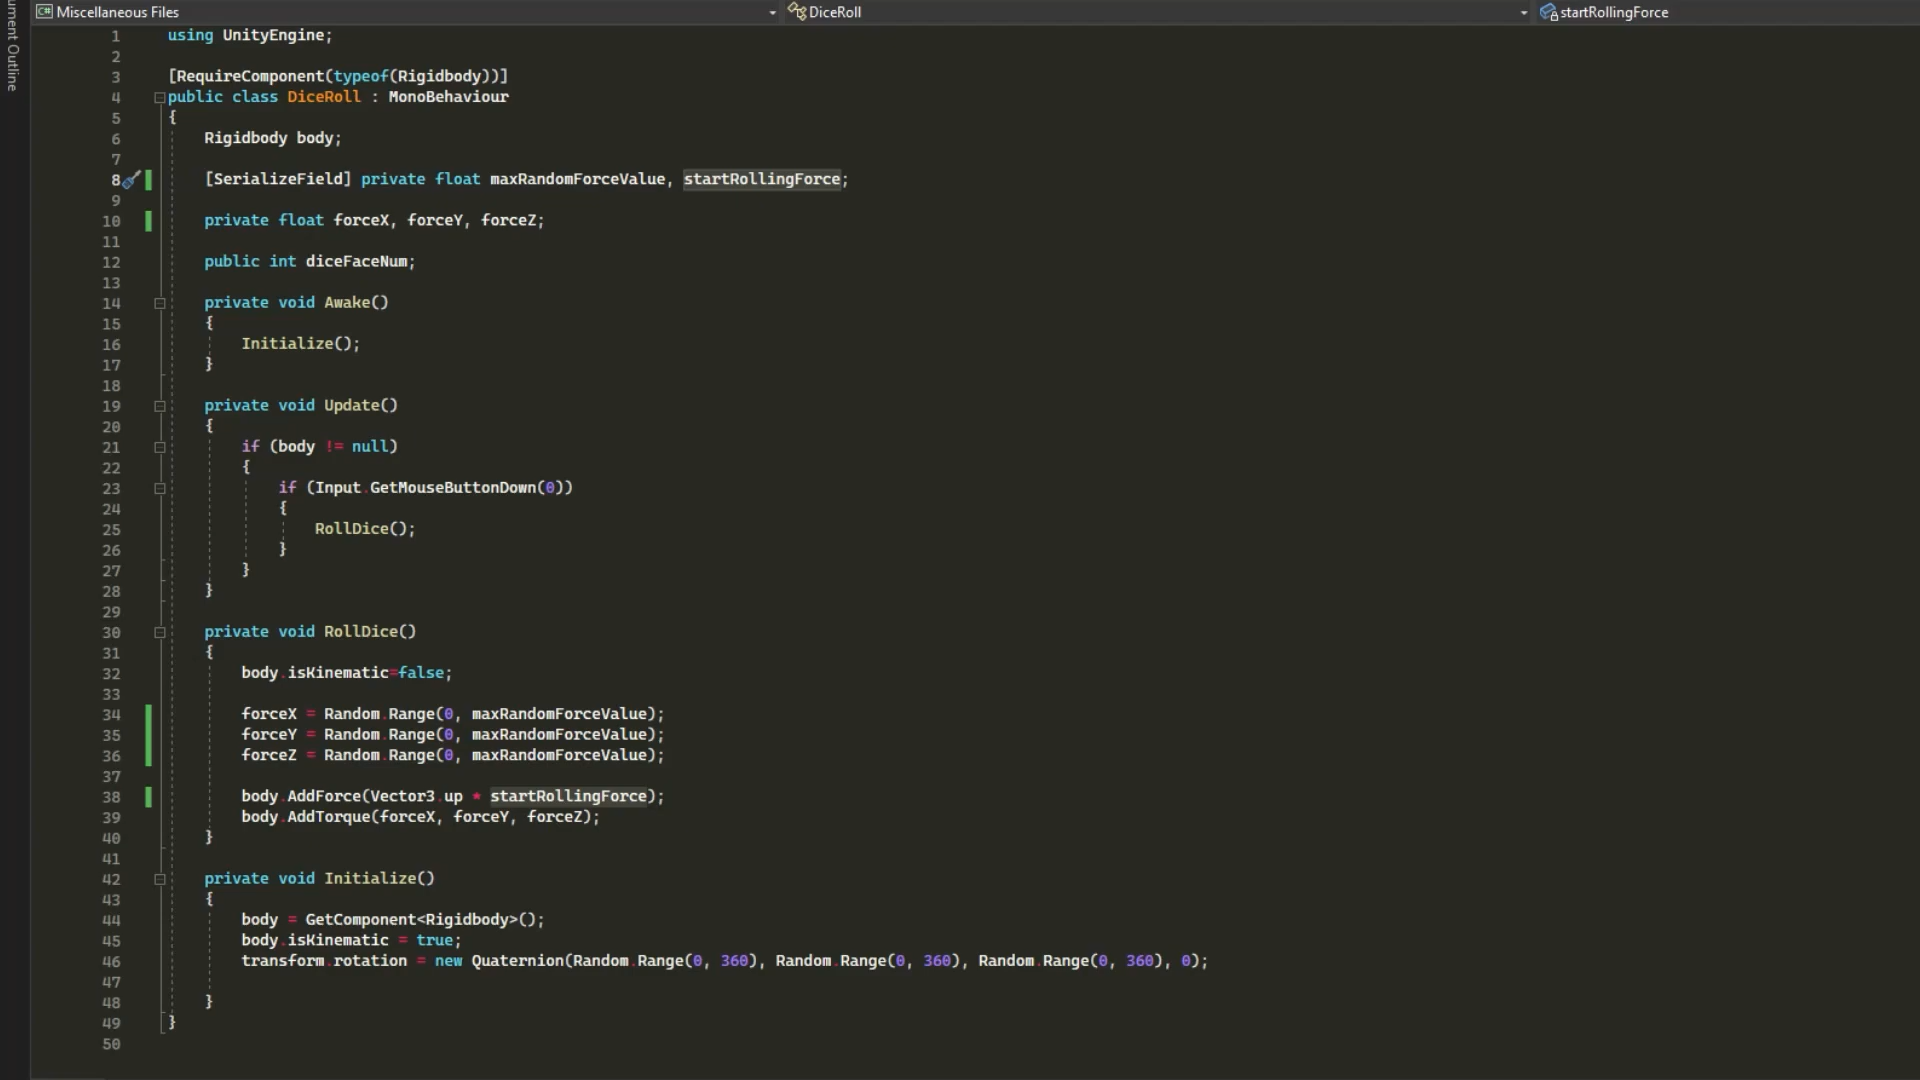 Miscellaneous Files DiceRoll startRollingForce
ument Outline
1 using UnityEngine;
2
3 [RequireComponent(typeof(Rigidbody))]
4 public class DiceRoll : MonoBehaviour
5 {
6 Rigidbody body;
7
8 [SerializeField] private float maxRandomForceValue, startRollingForce;
9
10 private float forceX, forceY, forceZ;
11
12 public int diceFaceNum;
13
14 private void Awake()
15 {
16 Initialize();
17 }
18
19 private void Update()
20 {
21 if (body != null)
22 {
23 if (Input.GetMouseButtonDown(0))
24 {
25 RollDice();
26 }
27 }
28 }
29
30 private void RollDice()
31 {
32 body.isKinematic=false;
33
34 forceX = Random.Range(0, maxRandomForceValue);
35 forceY = Random.Range(0, maxRandomForceValue);
36 forceZ = Random.Range(0, maxRandomForceValue);
37
38 body.AddForce(Vector3.up * startRollingForce);
39 body.AddTorque(forceX, forceY, forceZ);
40 }
41
42 private void Initialize()
43 {
44 body = GetComponent<Rigidbody>();
45 body.isKinematic = true;
46 transform.rotation = new Quaternion(Random.Range(0, 360), Random.Range(0, 360), Random.Range(0, 360), 0);
47
48 }
49 }
50